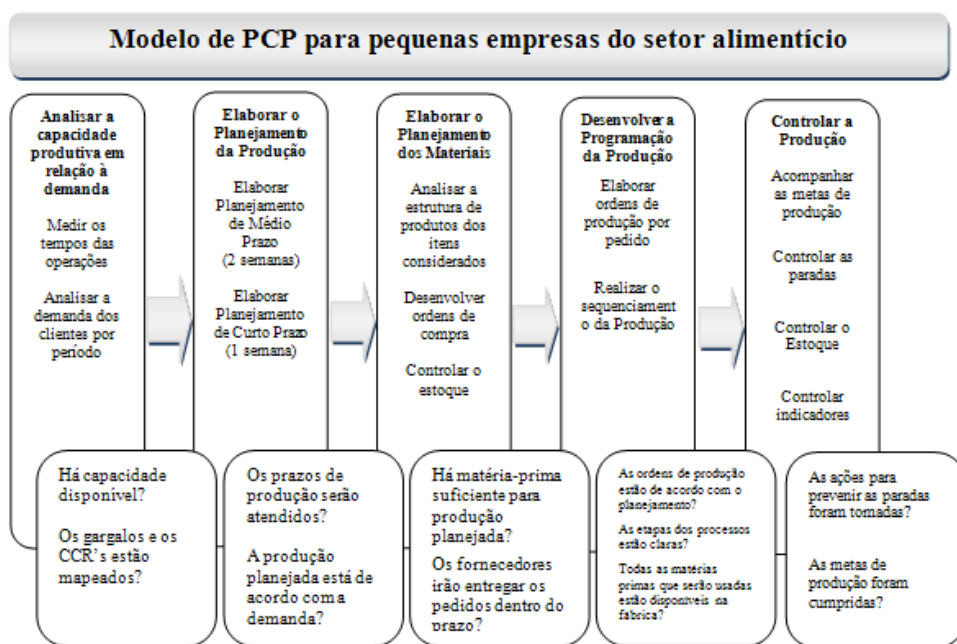 Modelo de PCP para pequenas empresas do setor alimentício
Analisar a
capacidade
produtiva em
relação à
demanda
Medir os
tempos das
operações
Analisar a
demanda dos
clientes por
período
Há capacidade
disponível?
Os gargalos e os
CCR's estão
mapeados?
Elaborar o
Planejamento
da Produção
Elaborar
Planejamento
de Médio
Prazo
(2 semanas)
Elaborar
Planejamento
de Curto Prazo
(1 semana)
Os prazos de
produção serão
atendidos?
A produção
planejada está de
acordo com a
demanda?
Elaborar o
Planejamento
dos Materiais
Analisar a
estrutura de
produtos dos
itens
considerados
Desenvolver
ordens de
compra
Controlar o
estoque
Há matéria-prima
suficiente para
produção
planejada?
Os fornecedores
irão entregar os
pedidos dentro do
prazo?
Desenvolver a
Programação
da Produção
Elaborar
ordens de
produção por
pedido
Realizar o
sequenciament
o da Produção
As ordens de produção
estão de acordo com o
planejamento?
As etapas dos processos
estão claras?
Todas as matérias
primas que serão usadas
estão disponíveis na
fábrica?
Controlar a
Produção
Acompanhar
as metas de
produção
Controlar as
paradas
Controlar o
Estoque
Controlar
indicadores
As ações para
prevenir as paradas
foram tomadas?
As metas de
produção foram
cumpridas?